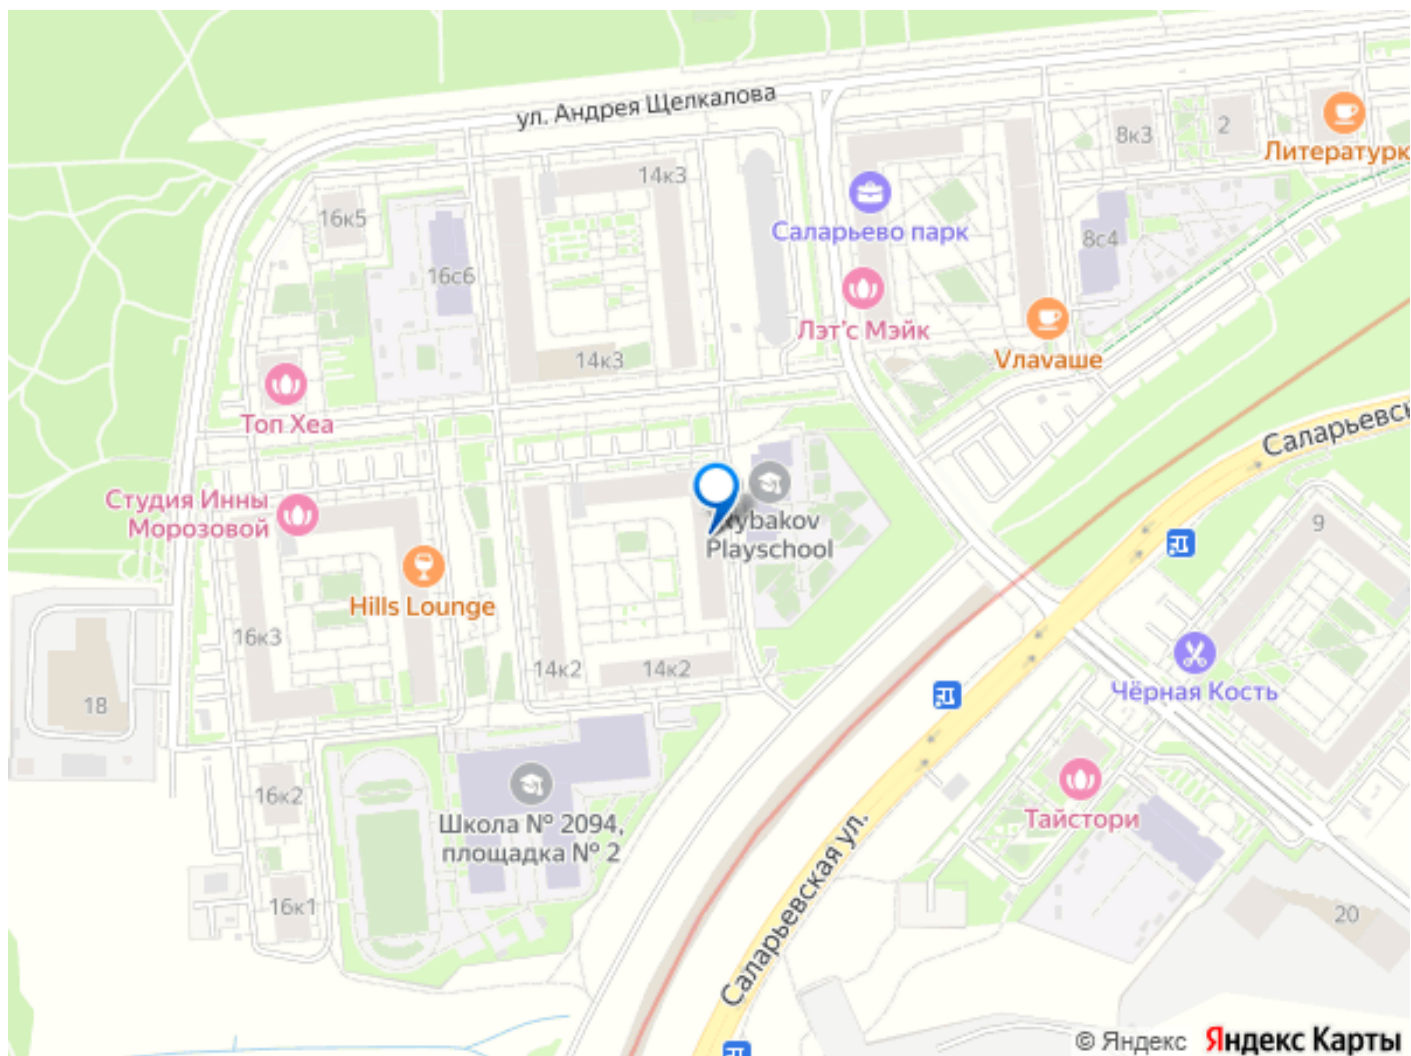 ул. Андрея Щелкалова
14к3
8к3
2
Литературк
16к5
Саларьево парк
8с4
16с6
Лэт'с Мэйк
14к3
Vлаvаше
Топ Хеа
Саларьевск
Студия Инны
Морозовой
9
Playschool
Hills Lounge
16к3
14к2
14к2
Чёрная Кость
18
16к2
Школа № 2094,
площадка № 2
Тайстори
Саларьевская ул.
16к1
20
© Яндекс Яндекс Карты